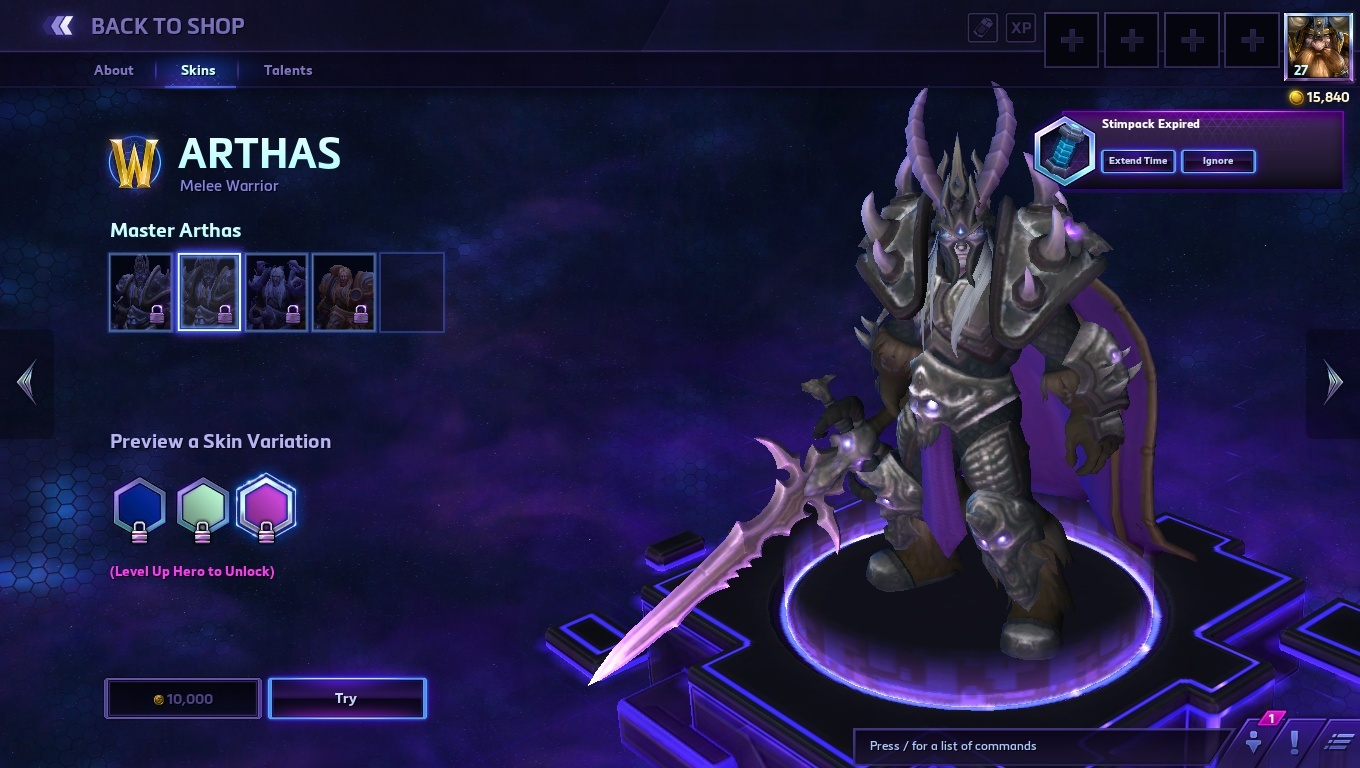 BACK TO SHOP
XP
27
About
Skins
Talents
15,840
Stimpack Expired
Extend Time
Ignore
W
ARTHAS
Melee Warrior
Master Arthas
Preview a Skin Variation
(Level Up Hero to Unlock)
10,000
Try
1
Press / for a list of commands